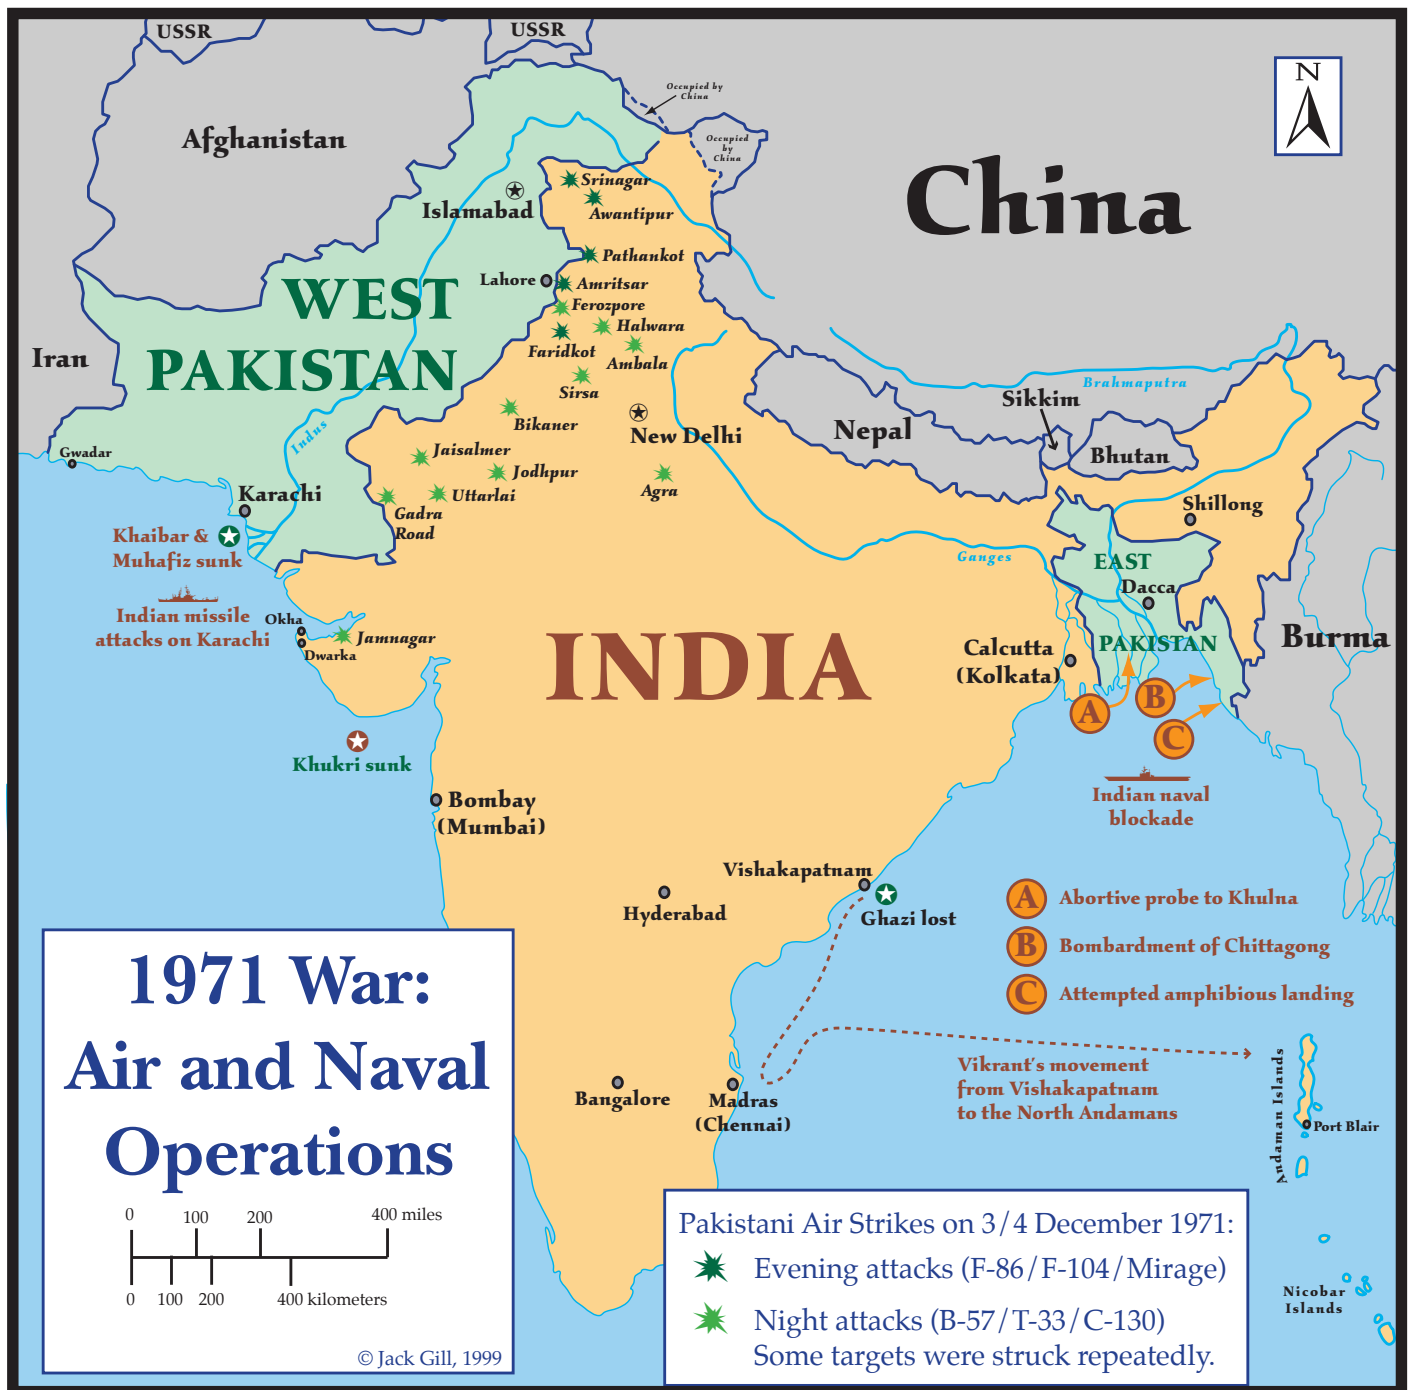 USSR
USSR
N
Occupied by
China
Occupied
by
China
Afghanistan
China
Srinagar
Islamabad
Awantipur
Pathankot
Lahore
Amritsar
WEST
Ferozpore
Halwara
Iran
Faridkot
Ambala
PAKISTAN
Sirsa
Brahmaputra
Sikkim
Bikaner
New Delhi
Nepal
Indus
Bhutan
Gwadar
Jaisalmer
Jodhpur
Karachi
Uttarlai
Agra
Shillong
Gadra
Road
Khaibar &
Muhafiz sunk
Ganges
EAST
Dacca
Indian missile
attacks on Karachi
Okha
Jamnagar
Dwarka
INDIA
PAKISTAN
Burma
Calcutta
(Kolkata)
A
B
C
Khukri sunk
Indian naval
blockade
Bombay
(Mumbai)
Vishakapatnam
Hyderabad
Ghazi lost
A Abortive probe to Khulna
B Bombardment of Chittagong
C Attempted amphibious landing
Vikrant's movement
from Vishakapatnam
to the North Andamans
Andaman Islands
Port Blair
Bangalore
Madras
(Chennai)
Nicobar
Islands
1971 War:
Air and Naval
Operations
0 100 200 400 miles
0 100 200 400 kilometers
© Jack Gill, 1999
Pakistani Air Strikes on 3/4 December 1971:
Evening attacks (F-86/F-104/Mirage)
Night attacks (B-57/T-33/C-130)
Some targets were struck repeatedly.